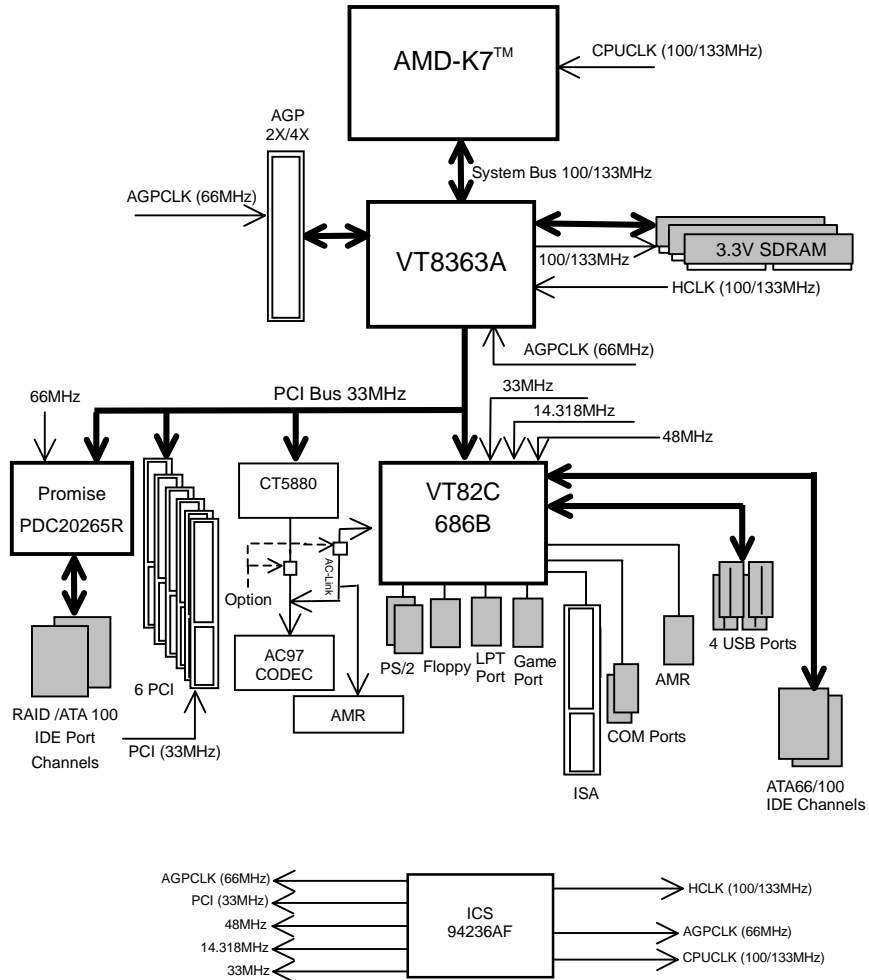 AMD-K7™
CPUCLK (100/133MHz)
AGP
2X/4X
System Bus 100/133MHz
AGPCLK (66MHz)
VT8363A
3.3V SDRAM
100/133MHz
HCLK (100/133MHz)
AGPCLK (66MHz)
PCI Bus 33MHz
66MHz
33MHz
14.318MHz
48MHz
Promise
PDC20265R
CT5880
VT82C
686B
AC-Link
Option
AC97
CODEC
AMR
PS/2
Floppy
LPT
Port
Game
Port
AMR
4 USB Ports
6 PCI
RAID /ATA 100
IDE Port
Channels
PCI (33MHz)
COM Ports
ISA
ATA66/100
IDE Channels
AGPCLK (66MHz)
PCI (33MHz)
48MHz
14.318MHz
33MHz
ICS
94236AF
HCLK (100/133MHz)
AGPCLK (66MHz)
CPUCLK (100/133MHz)